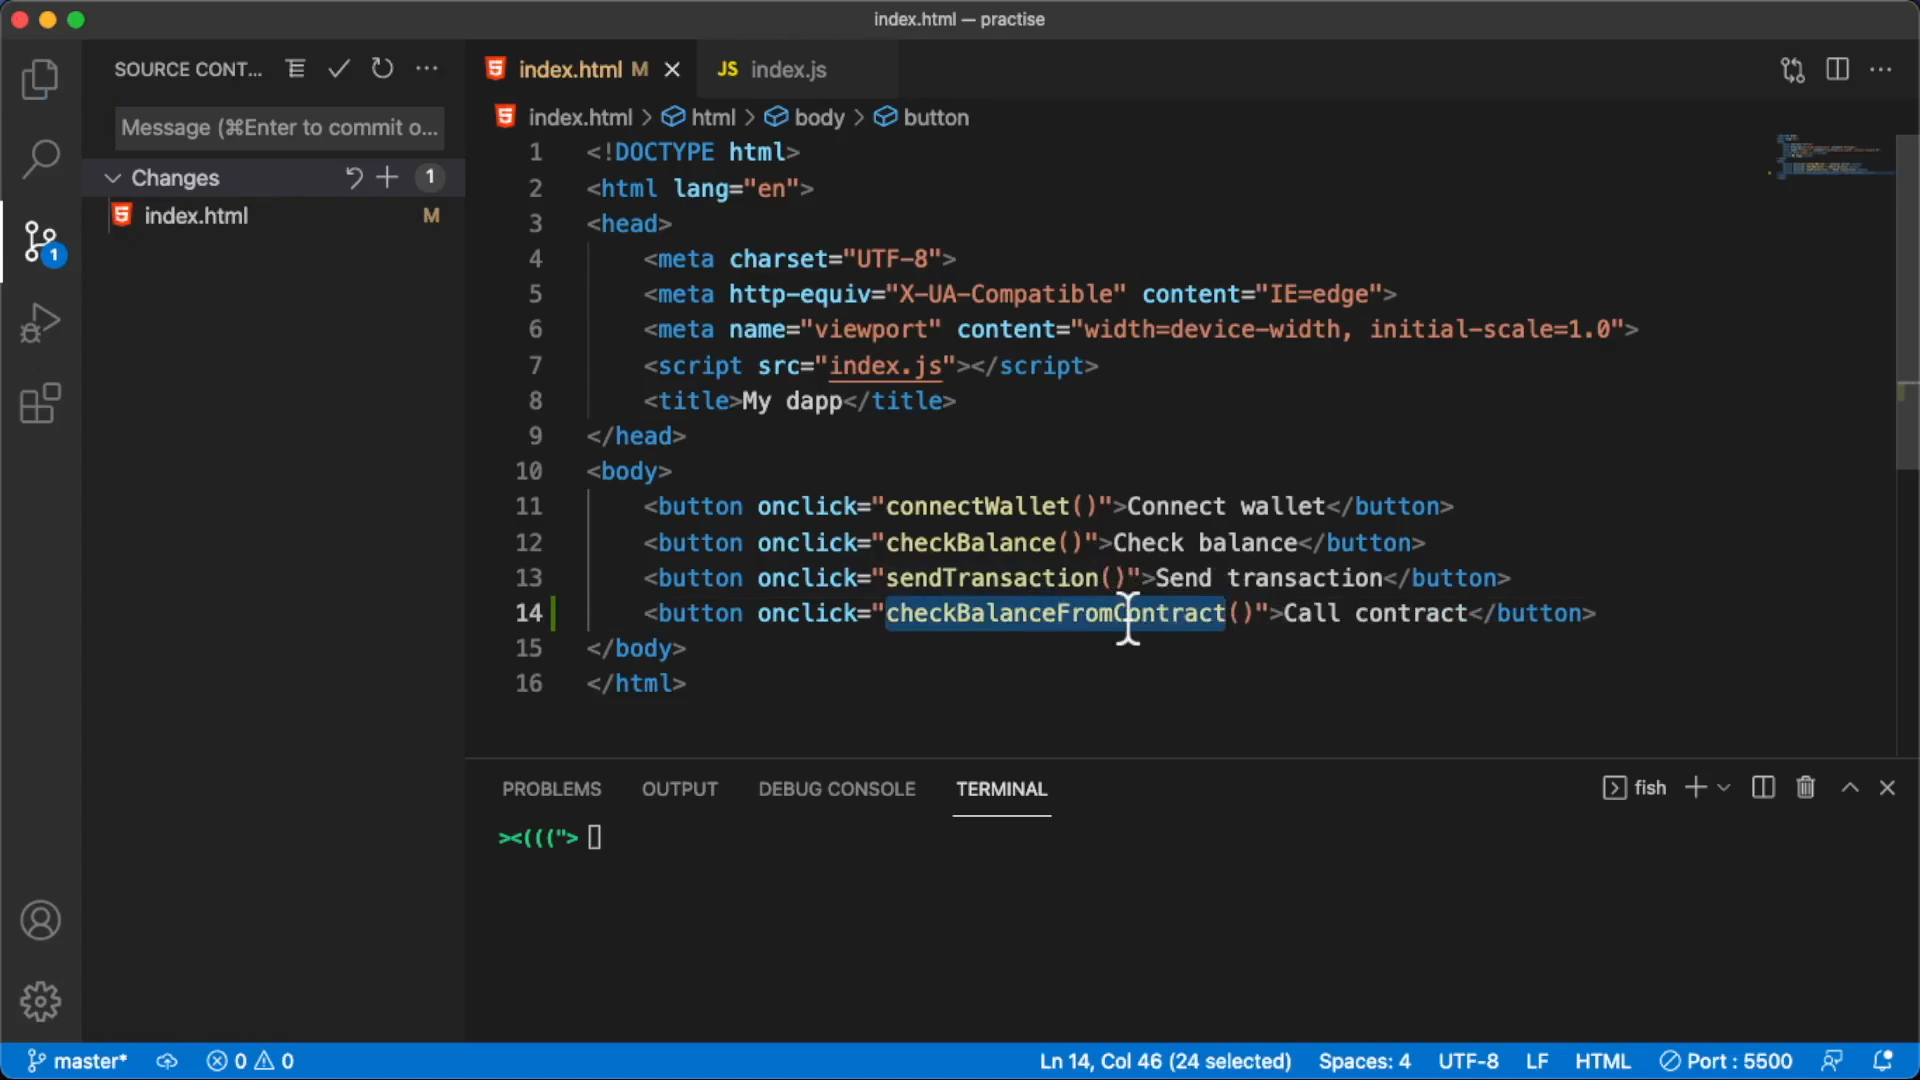 index.html — practise
SOURCE CONT...
index.html M
JS index.js
Message (⌘Enter to commit o...
index.html > html > body > button
Changes 1
index.html M
1
1 <!DOCTYPE html>
2 <html lang="en">
3 <head>
4     <meta charset="UTF-8">
5     <meta http-equiv="X-UA-Compatible" content="IE=edge">
6     <meta name="viewport" content="width=device-width, initial-scale=1.0">
7     <script src="index.js"></script>
8     <title>My dapp</title>
9 </head>
10 <body>
11     <button onclick="connectWallet()">Connect wallet</button>
12     <button onclick="checkBalance()">Check balance</button>
13     <button onclick="sendTransaction()">Send transaction</button>
14     <button onclick="checkBalanceFromContract()">Call contract</button>
15 </body>
16 </html>
PROBLEMS OUTPUT DEBUG CONSOLE TERMINAL
fish
><(((">
master* 0 0 Ln 14, Col 46 (24 selected) Spaces: 4 UTF-8 LF HTML Port : 5500